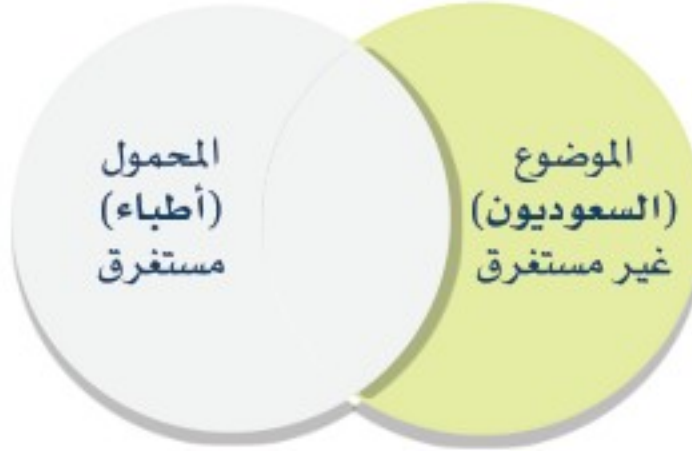 الموضوع
(السعوديون)
غير مستغرق
المحمول
(أطباء)
مستغرق